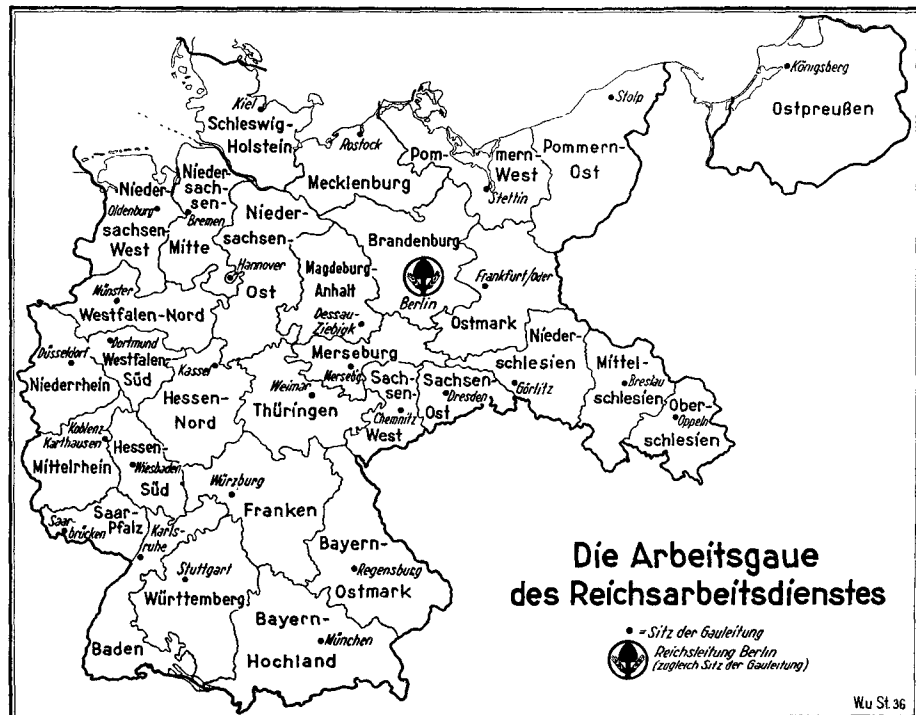 Königsberg
Ostpreußen
Stolp
Pommern-
Ost
Kiel
Schleswig-
Holstein
Rostock
Mecklenburg
Pom-
mern-
West
Stettin
Nieder-
sachsen-
West
Oldenburg
Nieder-
sach-
sen-
Mitte
Bremen
Nieder-
sachsen-
Ost
Hannover
Brandenburg
Berlin
Magdeburg-
Anhalt
Dessau-
Ziebigk
Frankfurt/Oder
Ostmark
Münster
Westfalen-Nord
Dortmund
Westfalen-
Süd
Düsseldorf
Niederrhein
Kassel
Hessen-
Nord
Weimar
Thüringen
Merseburg
Mersebg.
Sach-
sen-
West
Chemnitz
Sachsen-
Ost
Dresden
Nieder-
schlesien
Görlitz
Mittel-
schlesien
Breslau
Ober-
schlesien
Oppeln
Koblenz
Karthausen
Mittelrhein
Hessen-
Süd
Wiesbaden
Würzburg
Franken
Saar-
Pfalz
Saar-
brücken
Karls-
ruhe
Baden
Stuttgart
Württemberg
Bayern-
Ostmark
Regensburg
Bayern-
Hochland
München
Die Arbeitsgaue
des Reichsarbeitsdienstes
• = Sitz der Gauleitung
Reichsleitung Berlin
(zugleich Sitz der Gauleitung)
W.u St. 36